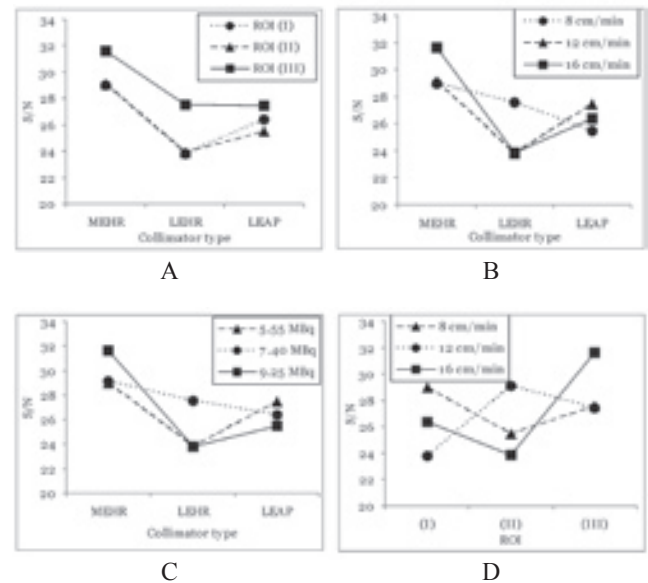 34
32
30
28
26
24
22
20
S/N
ROI (I)
ROI (II)
ROI (III)
MEHR LEHR LEAP
Collimator type
A
34
32
30
28
26
24
22
20
S/N
8 cm/min
12 cm/min
16 cm/min
MEHR LEHR LEAP
Collimator type
B
34
32
30
28
26
24
22
20
S/N
5.55 MBq
7.40 MBq
9.25 MBq
MEHR LEHR LEAP
Collimator type
C
34
32
30
28
26
24
22
20
S/N
8 cm/min
12 cm/min
16 cm/min
(I) (II) (III)
ROI
D